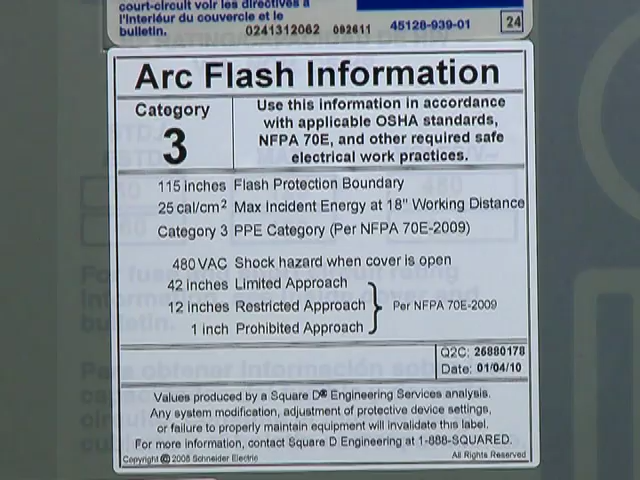 court-circuit voir les directives à
l'intérieur du couvercle et le
bulletin.
0241312062 092611 45128-939-01 24
Arc Flash Information
Category
3
Use this information in accordance
with applicable OSHA standards,
NFPA 70E, and other required safe
electrical work practices.
115 inches Flash Protection Boundary
25 cal/cm² Max Incident Energy at 18" Working Distance
Category 3 PPE Category (Per NFPA 70E-2009)
480 VAC Shock hazard when cover is open
42 inches Limited Approach
12 inches Restricted Approach
1 inch Prohibited Approach
Per NFPA 70E-2009
Q2C: 26880178
Date: 01/04/10
Values produced by a Square D® Engineering Services analysis.
Any system modification, adjustment of protective device settings,
or failure to properly maintain equipment will invalidate this label.
For more information, contact Square D Engineering at 1-888-SQUARED.
Copyright © 2008 Schneider Electric All Rights Reserved